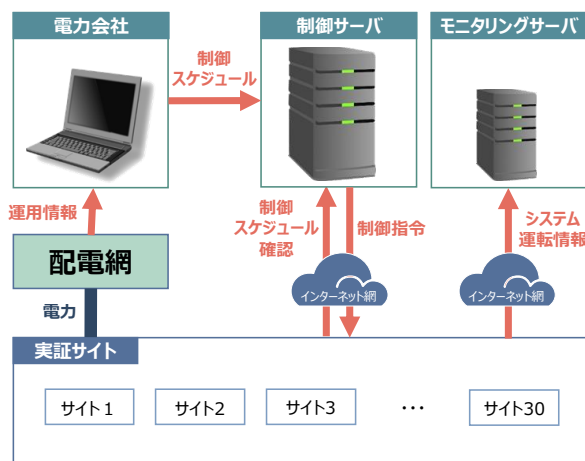 電力会社
制御サーバ
モニタリングサーバ
制御
スケジュール
運用情報
制御
スケジュール
確認
制御指令
システム
運転情報
配電網
インターネット網
インターネット網
電力
実証サイト
サイト1
サイト2
サイト3
…
サイト30